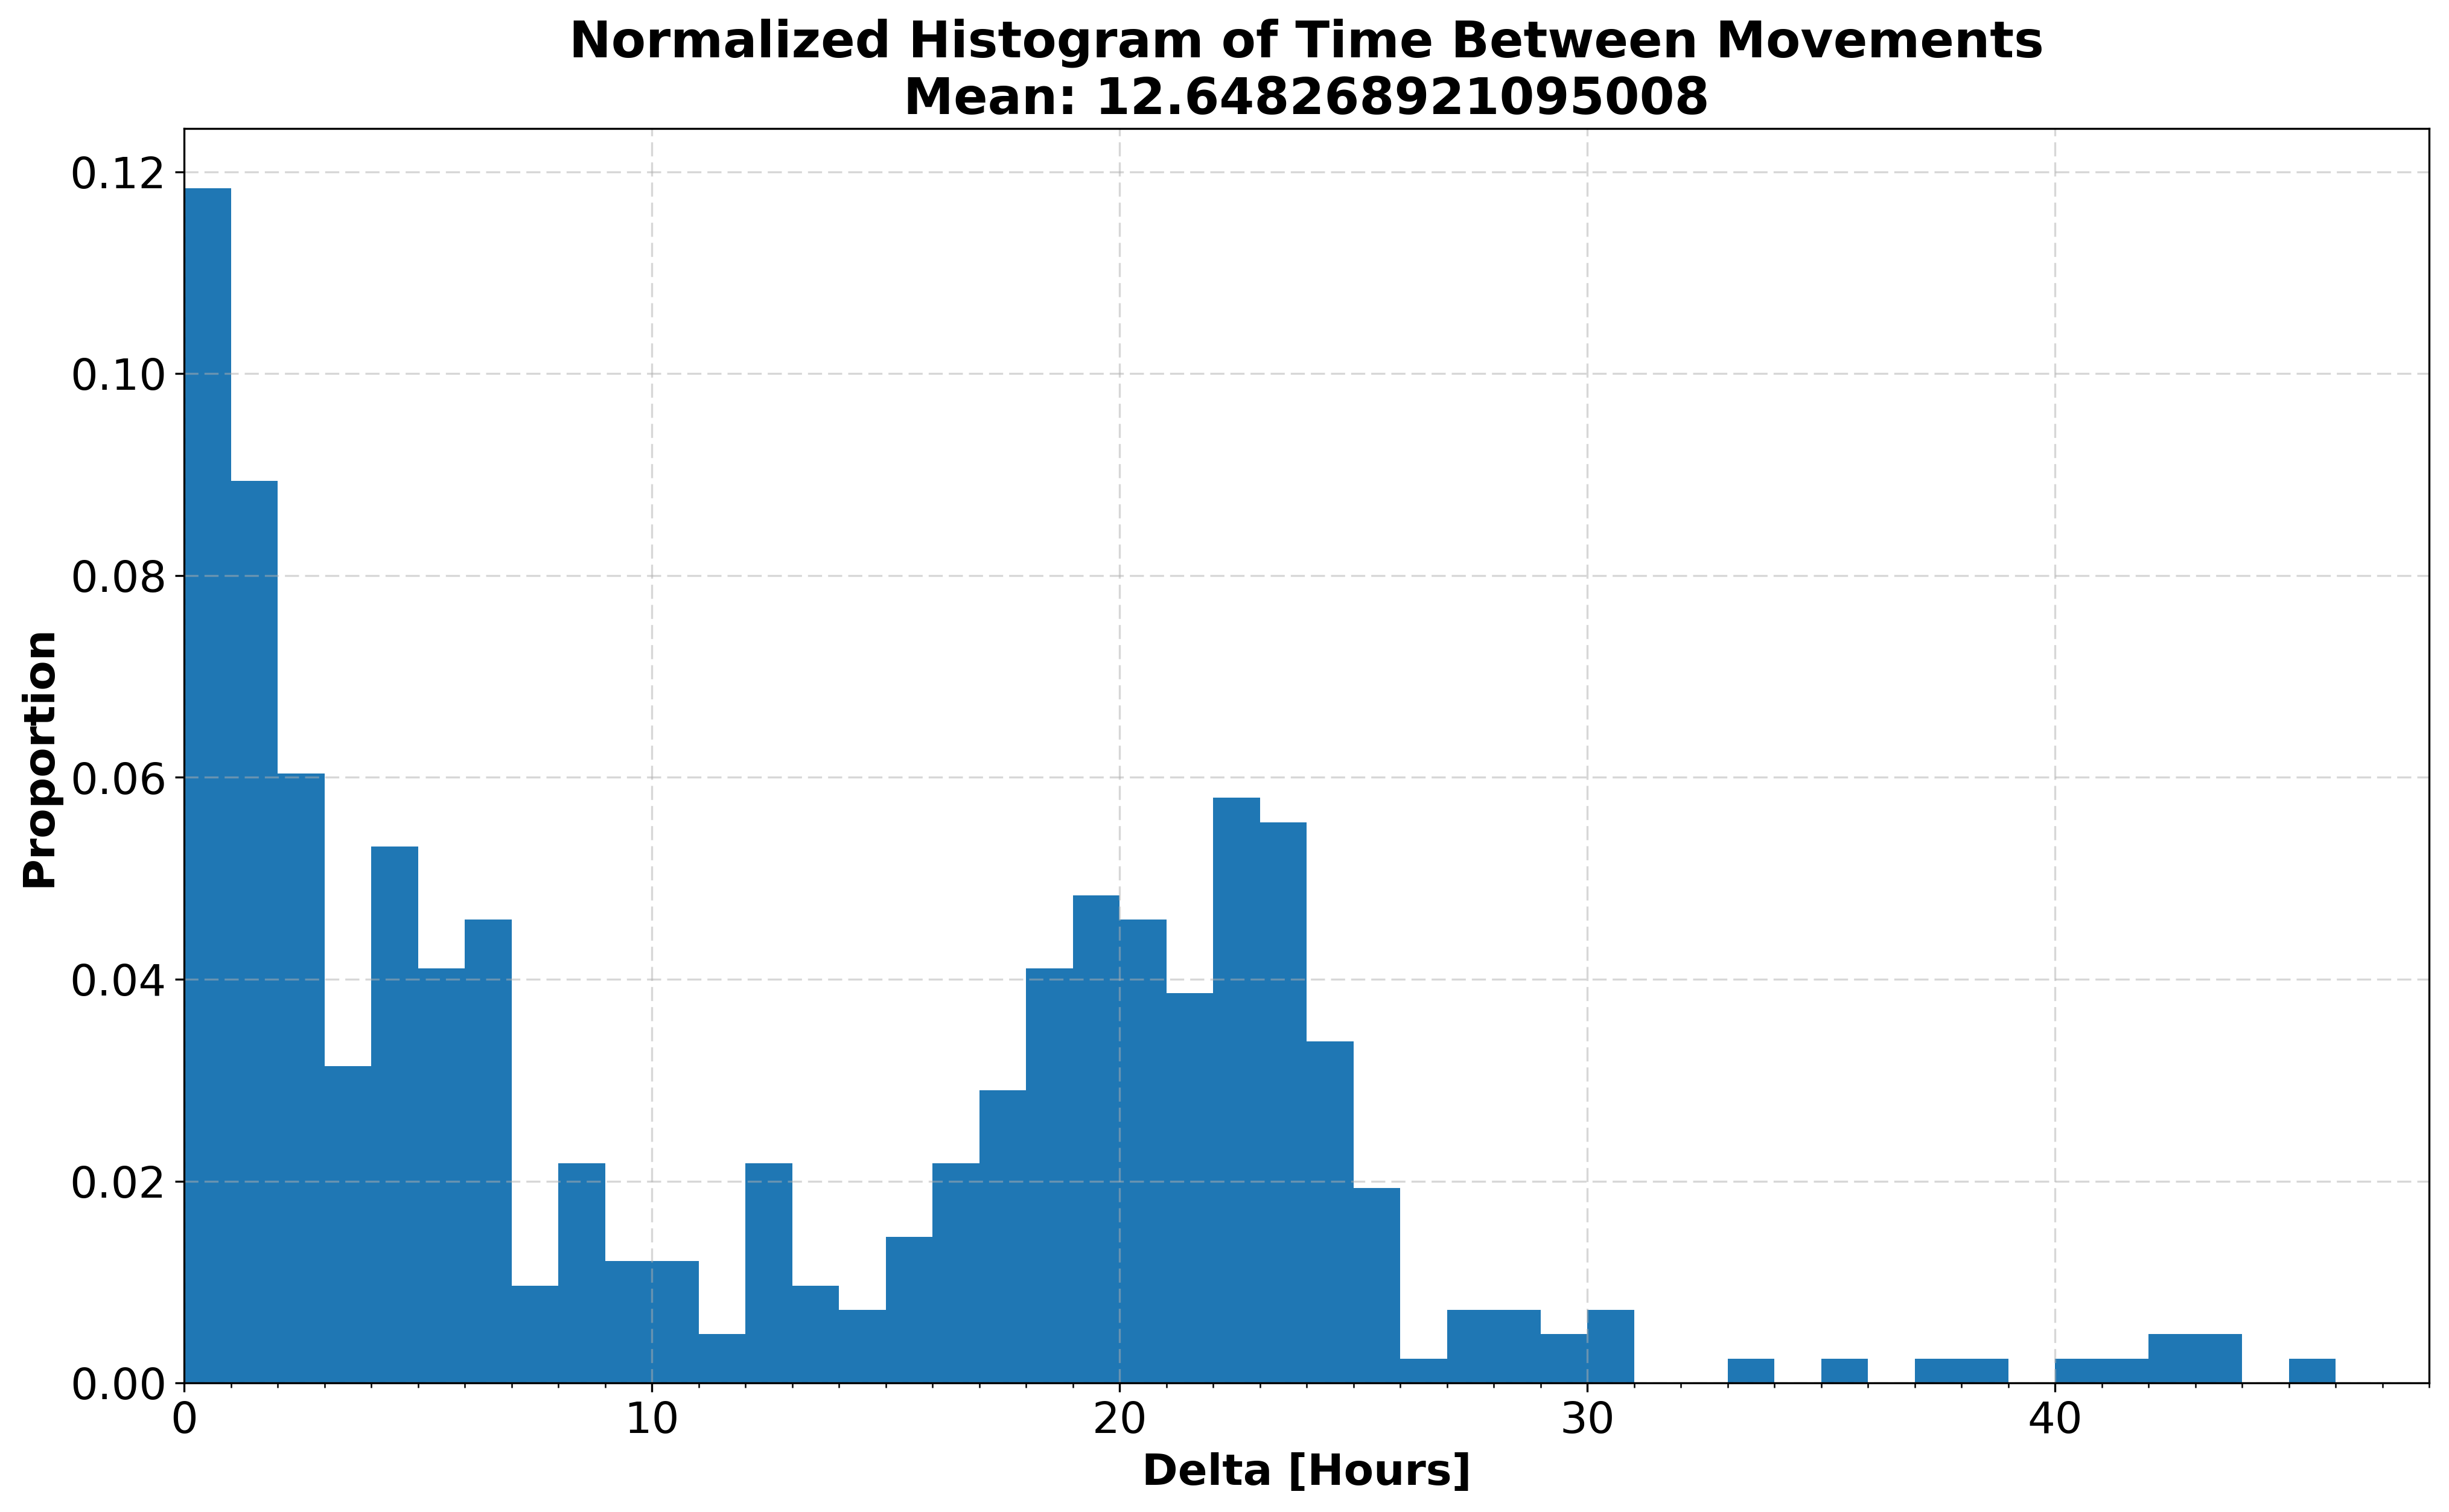 Normalized Histogram of Time Between Movements
Mean: 12.648268921095008
0.12
0.10
0.08
0.06
0.04
0.02
0.00
Proportion
0 10 20 30 40
Delta [Hours]